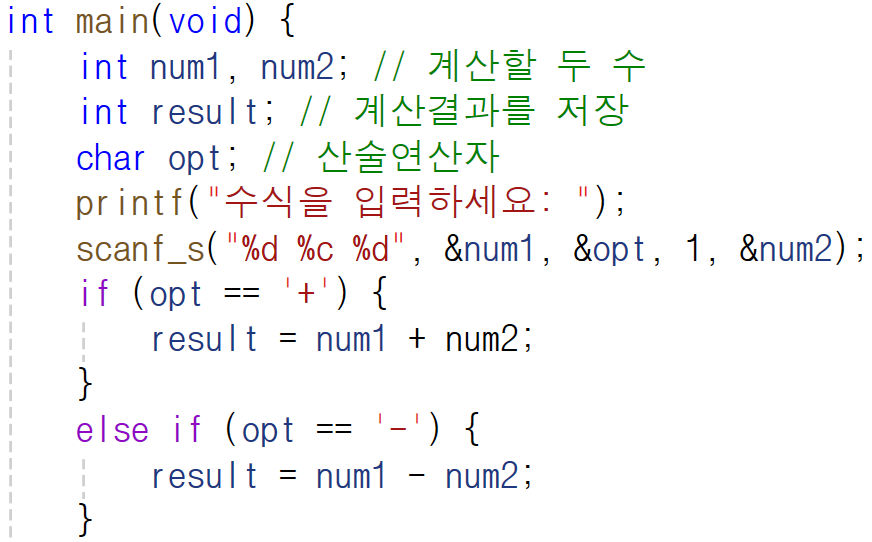 int main(void) {
int num1, num2; // 계산할 두 수
int result; // 계산결과를 저장
char opt; // 산술연산자
printf("수식을 입력하세요: ");
scanf_s("%d %c %d", &num1, &opt, 1, &num2);
if (opt == '+') {
result = num1 + num2;
}
else if (opt == '-') {
result = num1 - num2;
}